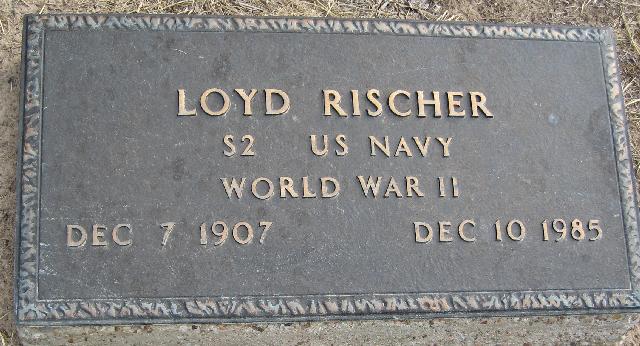 LOYD RISCHER
S2 US NAVY
WORLD WAR II
DEC 7 1907 DEC 10 1985